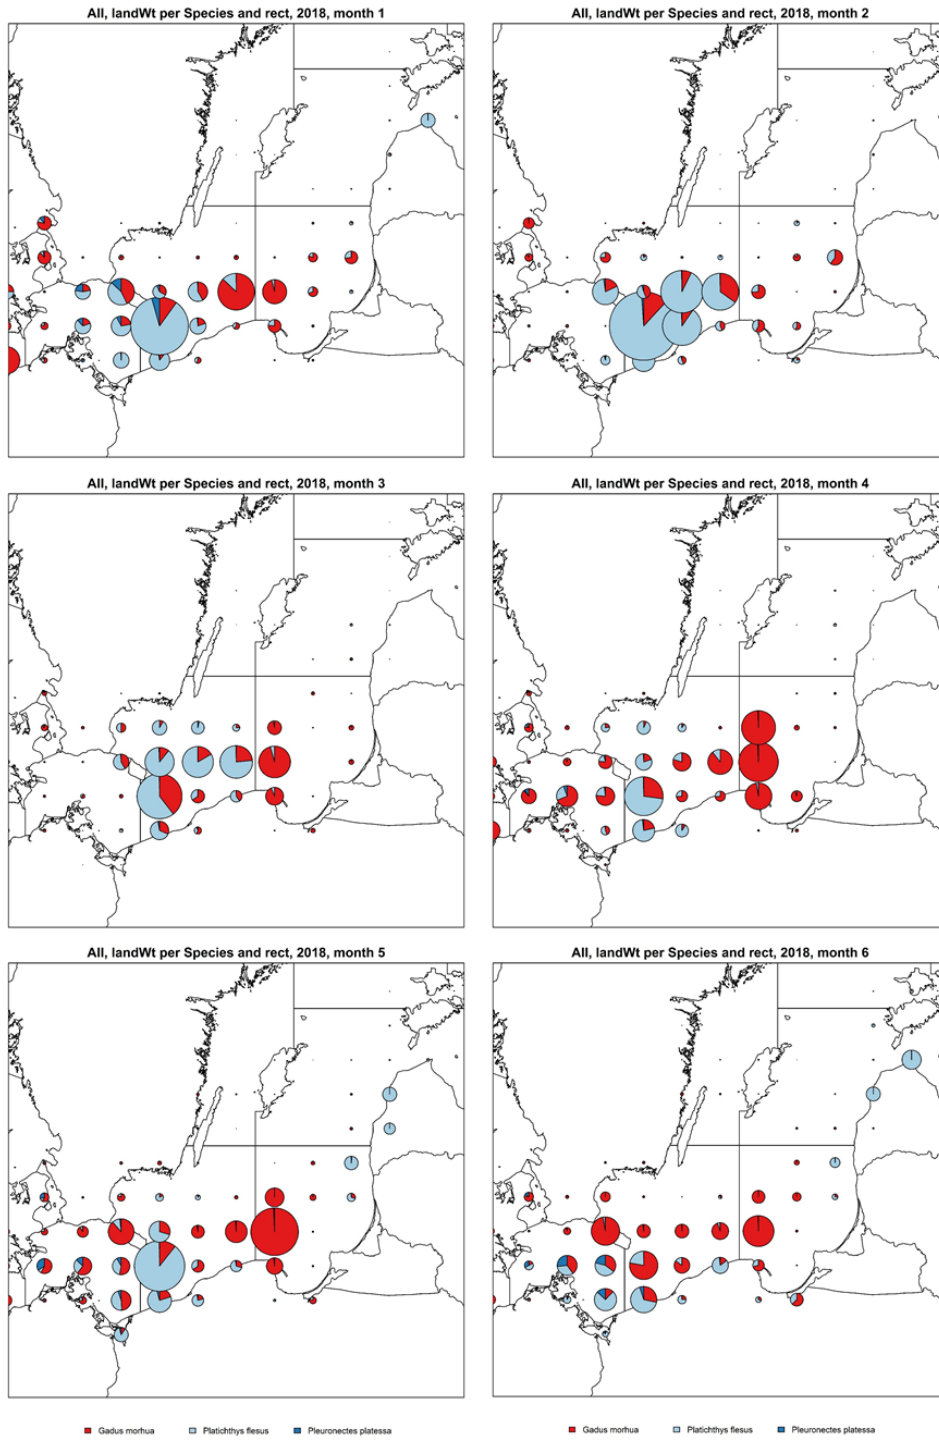 All, landWt per Species and rect, 2018, month 1
All, landWt per Species and rect, 2018, month 2
All, landWt per Species and rect, 2018, month 3
All, landWt per Species and rect, 2018, month 4
All, landWt per Species and rect, 2018, month 5
All, landWt per Species and rect, 2018, month 6
Gadus morhua Platichthys flesus Pleuronectes platessa
Gadus morhua Platichthys flesus Pleuronectes platessa